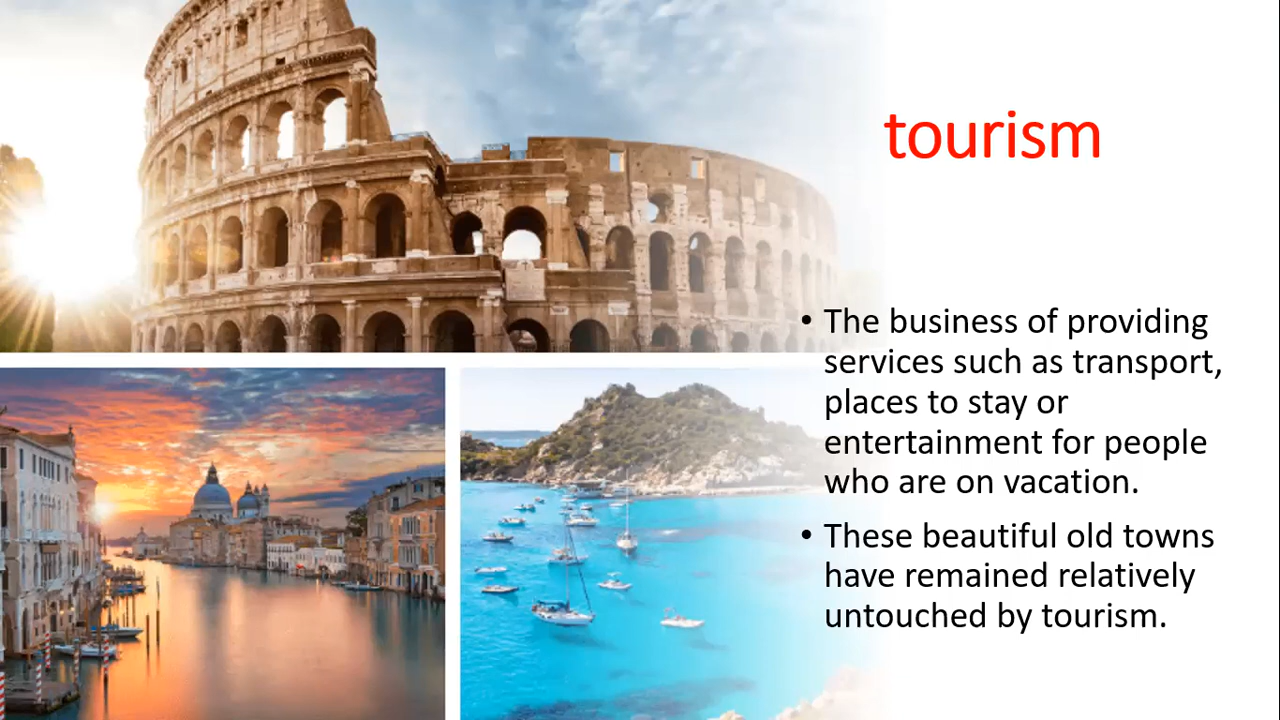 tourism
• The business of providing
services such as transport,
places to stay or
entertainment for people
who are on vacation.
• These beautiful old towns
have remained relatively
untouched by tourism.